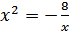 x² = −8/x